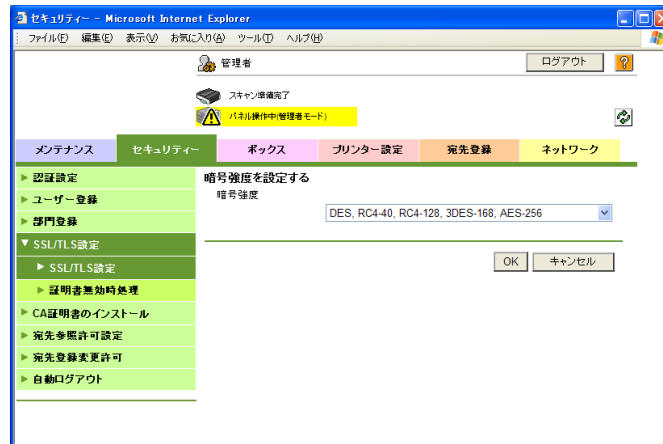 セキュリティー - Microsoft Internet Explorer
ファイル(F) 編集(E) 表示(V) お気に入り(A) ツール(T) ヘルプ(H)
管理者 ログアウト ?
スキャン準備完了
パネル操作中(管理者モード)
メンテナンス セキュリティー ボックス プリンター設定 宛先登録 ネットワーク
認証設定
ユーザー登録
部門登録
SSL/TLS設定
SSL/TLS設定
証明書無効時処理
CA証明書のインストール
宛先参照許可設定
宛先登録変更許可
自動ログアウト
暗号強度を設定する
暗号強度
DES, RC4-40, RC4-128, 3DES-168, AES-256
OK キャンセル